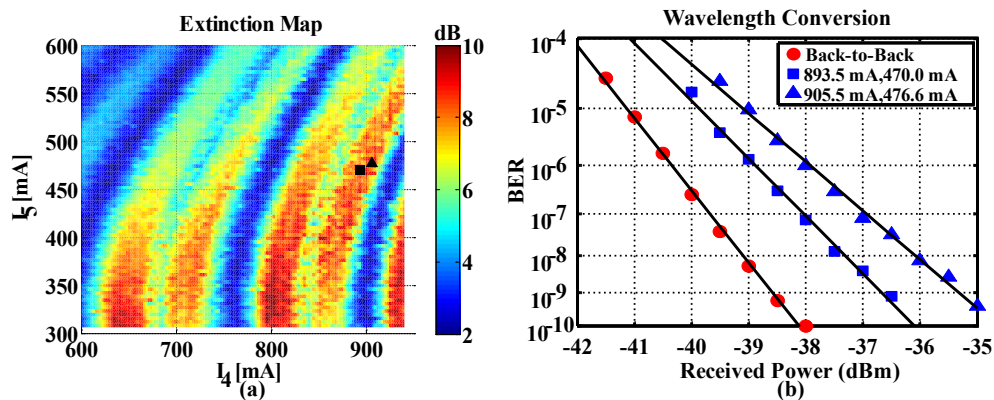 Extinction Map
dB
600
550
500
450
400
350
300
I5 [mA]
600 700 800 900
I4 [mA]
(a)
10
8
6
4
2
Wavelength Conversion
10-4
10-5
10-6
10-7
10-8
10-9
10-10
BER
Back-to-Back
893.5 mA,470.0 mA
905.5 mA,476.6 mA
-42 -41 -40 -39 -38 -37 -36 -35
Received Power (dBm)
(b)